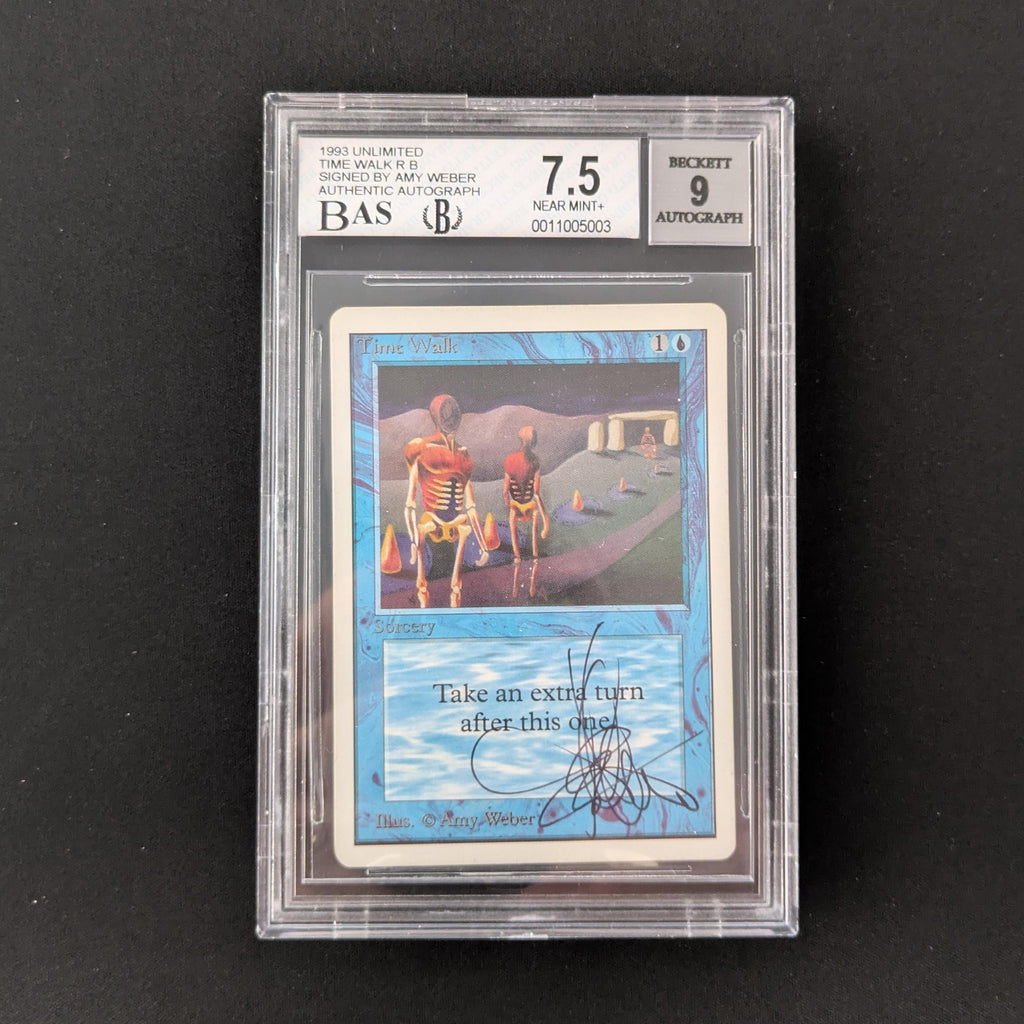 1993 UNLIMITED
TIME WALK R B
SIGNED BY AMY WEBER
AUTHENTIC AUTOGRAPH
BAS B
7.5
NEAR MINT+
0011005003
BECKETT
9
AUTOGRAPH
Time Walk 1
Sorcery
Take an extra turn
after this one.
Illus. © Amy Weber